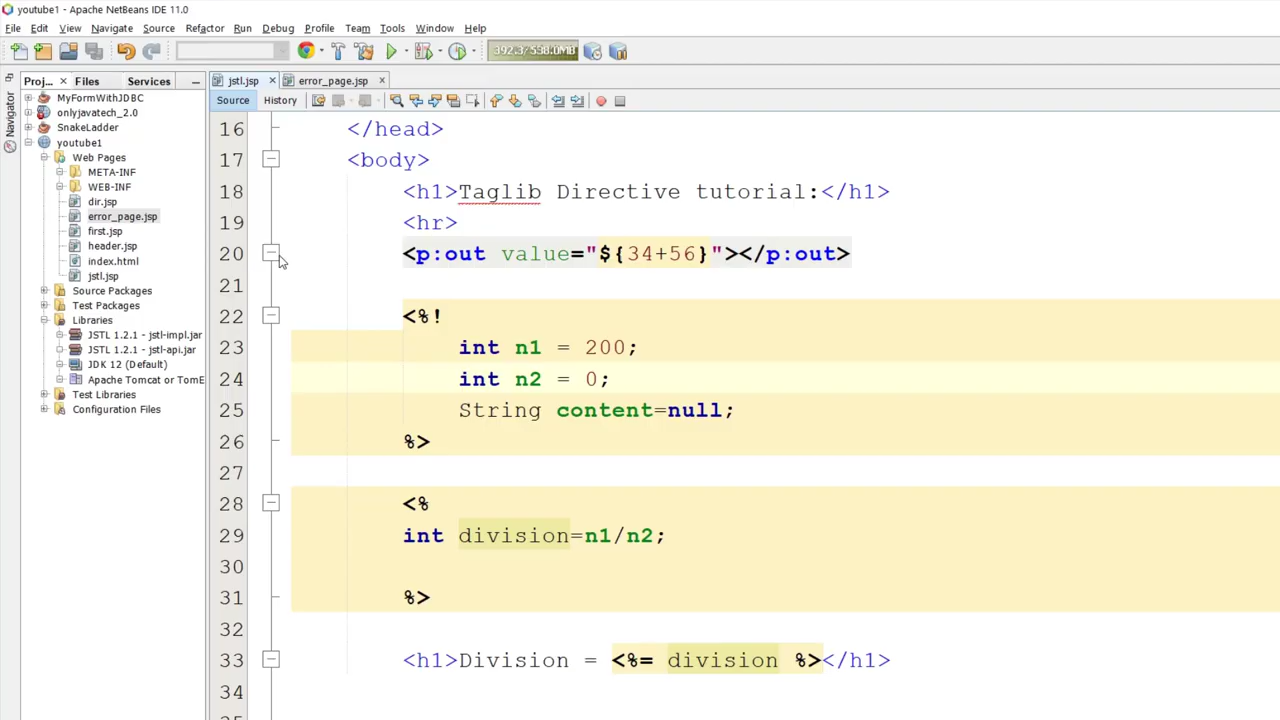 youtube1 - Apache NetBeans IDE 11.0
File Edit View Navigate Source Refactor Run Debug Profile Team Tools Window Help
392.3/538.0MB
Proj... Files Services
jstl.jsp error_page.jsp
Source History
Navigator
MyFormWithJDBC
onlyjavatech_2.0
SnakeLadder
youtube1
Web Pages
META-INF
WEB-INF
dir.jsp
error_page.jsp
first.jsp
header.jsp
index.html
jstl.jsp
Source Packages
Test Packages
Libraries
JSTL 1.2.1 - jstl-impl.jar
JSTL 1.2.1 - jstl-api.jar
JDK 12 (Default)
Apache Tomcat or TomE
Test Libraries
Configuration Files
16 </head>
17 <body>
18 <h1>Taglib Directive tutorial:</h1>
19 <hr>
20 <p:out value="${34+56}"></p:out>
21
22 <%!
23 int n1 = 200;
24 int n2 = 0;
25 String content=null;
26 %>
27
28 <%
29 int division=n1/n2;
30
31 %>
32
33 <h1>Division = <%= division %></h1>
34